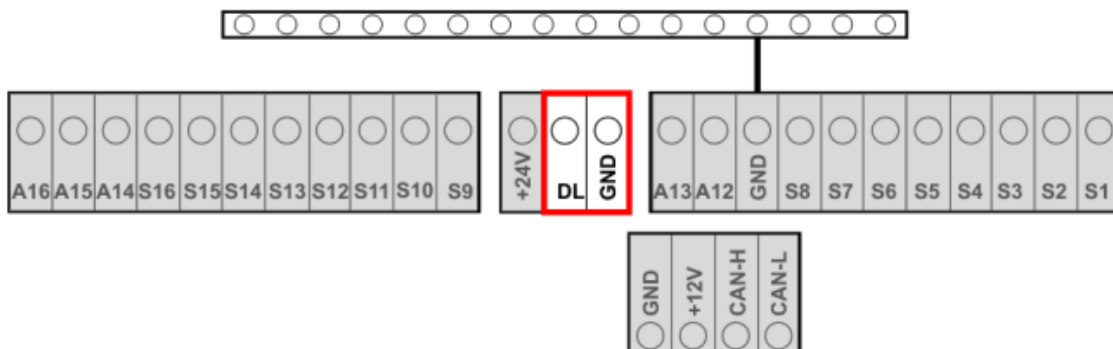 A16 A15 A14 S16 S15 S14 S13 S12 S11 S10 S9 +24V DL GND A13 A12 GND S8 S7 S6 S5 S4 S3 S2 S1
GND +12V CAN-H CAN-L